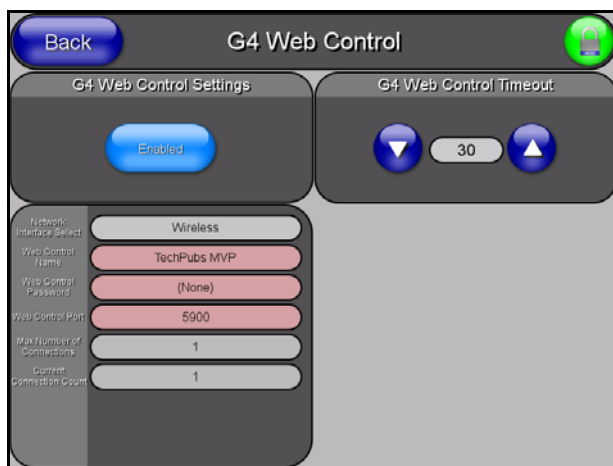 Back
G4 Web Control
G4 Web Control Settings
G4 Web Control Timeout
Enabled
30
Network
Interface Select
Wireless
Web Control
Name
TechPubs MVP
Web Control
Password
(None)
Web Control Port
5900
Max Number of
Connections
1
Current
Connection Count
1